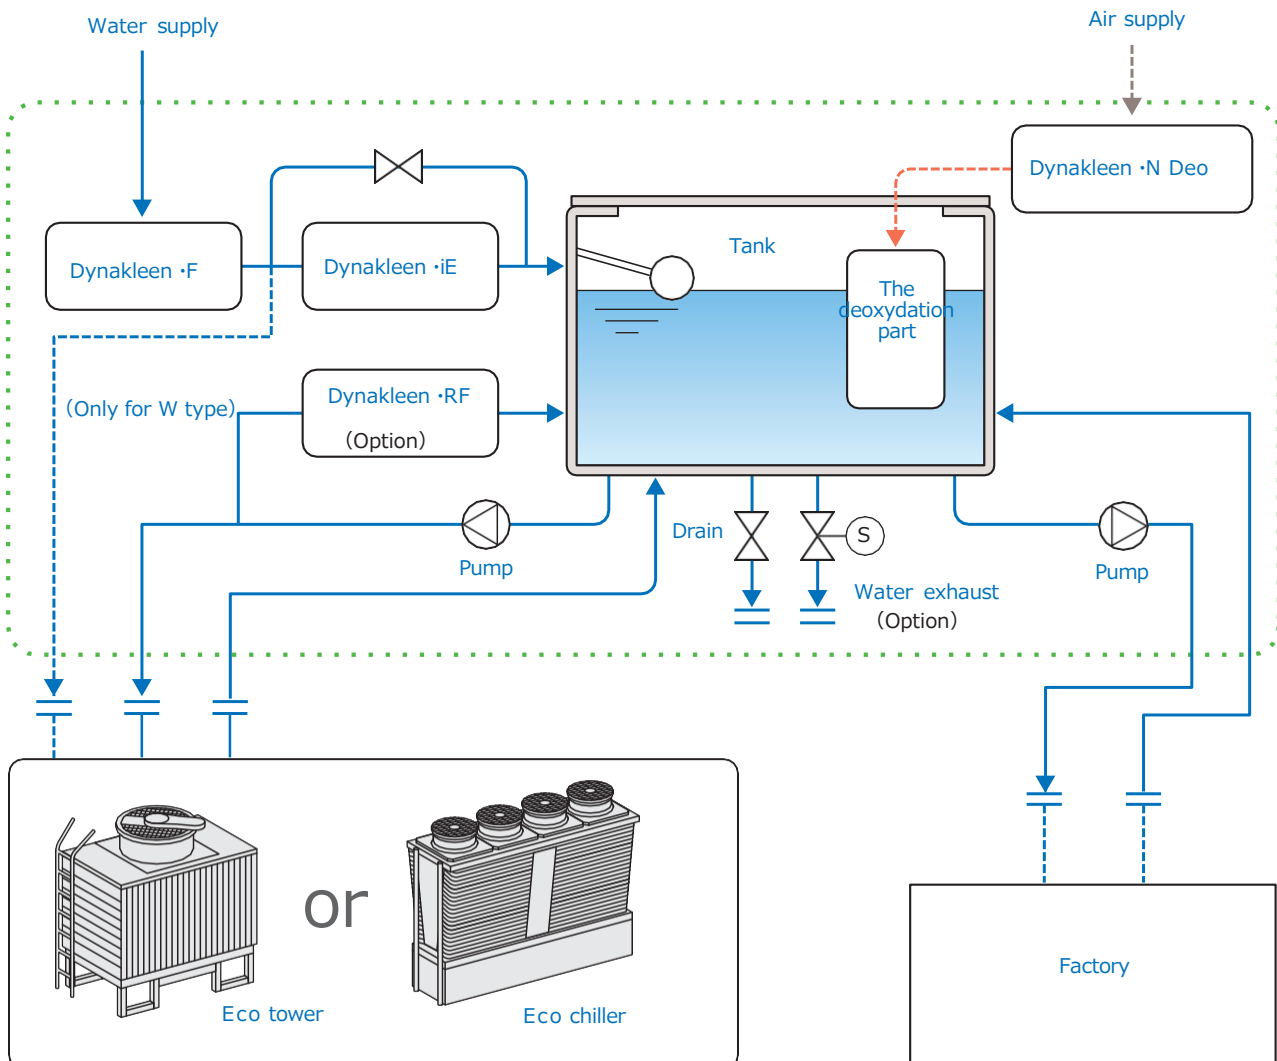 Water supply
Air supply
Dynakleen・N Deo
Dynakleen・F
Dynakleen・iE
Tank
The
deoxydation
part
(Only for W type)
Dynakleen・RF
(Option)
Drain
S
Pump
Pump
Water exhaust
(Option)
or
Eco tower
Eco chiller
Factory